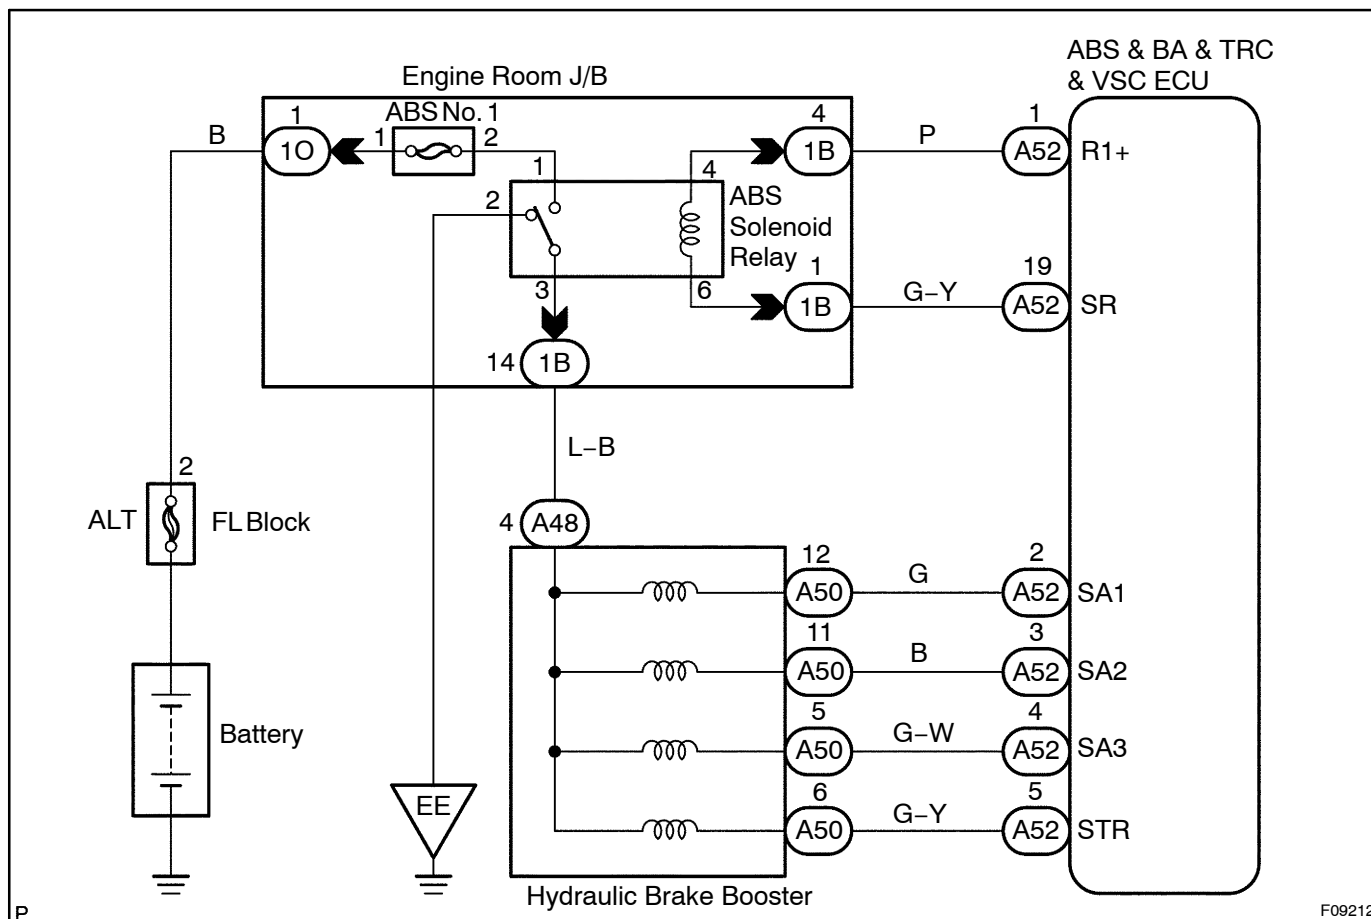 ABS & BA & TRC
& VSC ECU
Engine Room J/B
1
ABS No. 1
4
1
B
1O
1
2
1B
P
A52
R1+
1
4
2
ABS
Solenoid
Relay
3
6
1
19
1B
G-Y
A52
SR
14
1B
L-B
2
ALT
FL Block
4
A48
12
2
A50
G
A52
SA1
11
3
A50
B
A52
SA2
Battery
5
4
A50
G-W
A52
SA3
EE
6
5
A50
G-Y
A52
STR
Hydraulic Brake Booster
P
F09212